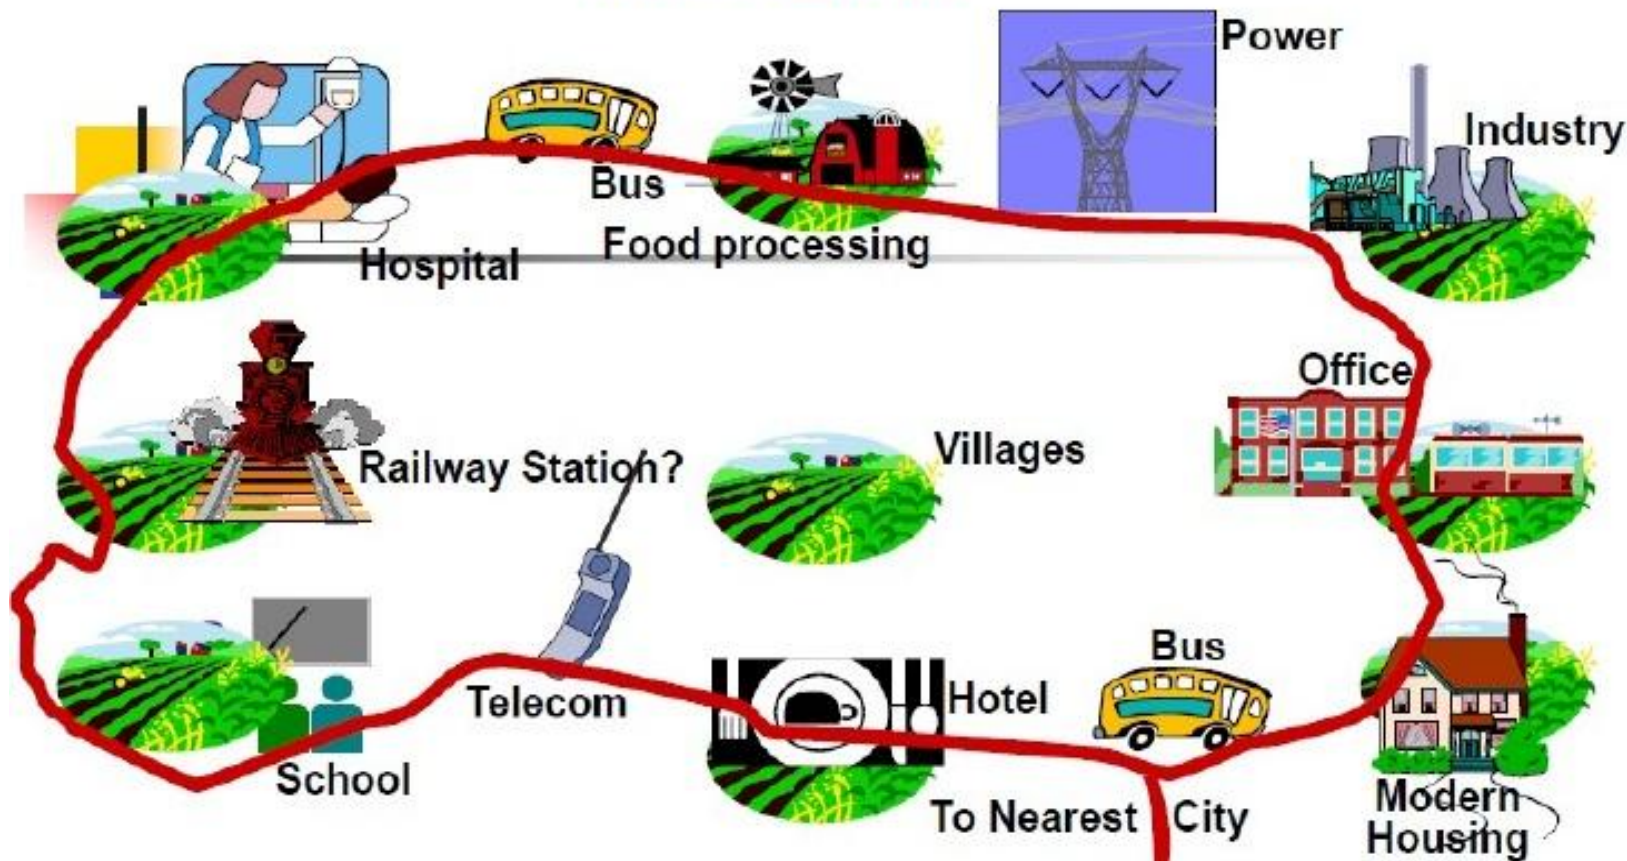 Power
Industry
Bus
Food processing
Hospital
Office
Railway Station?
Villages
Bus
Telecom
Hotel
School
To Nearest City
Modern
Housing